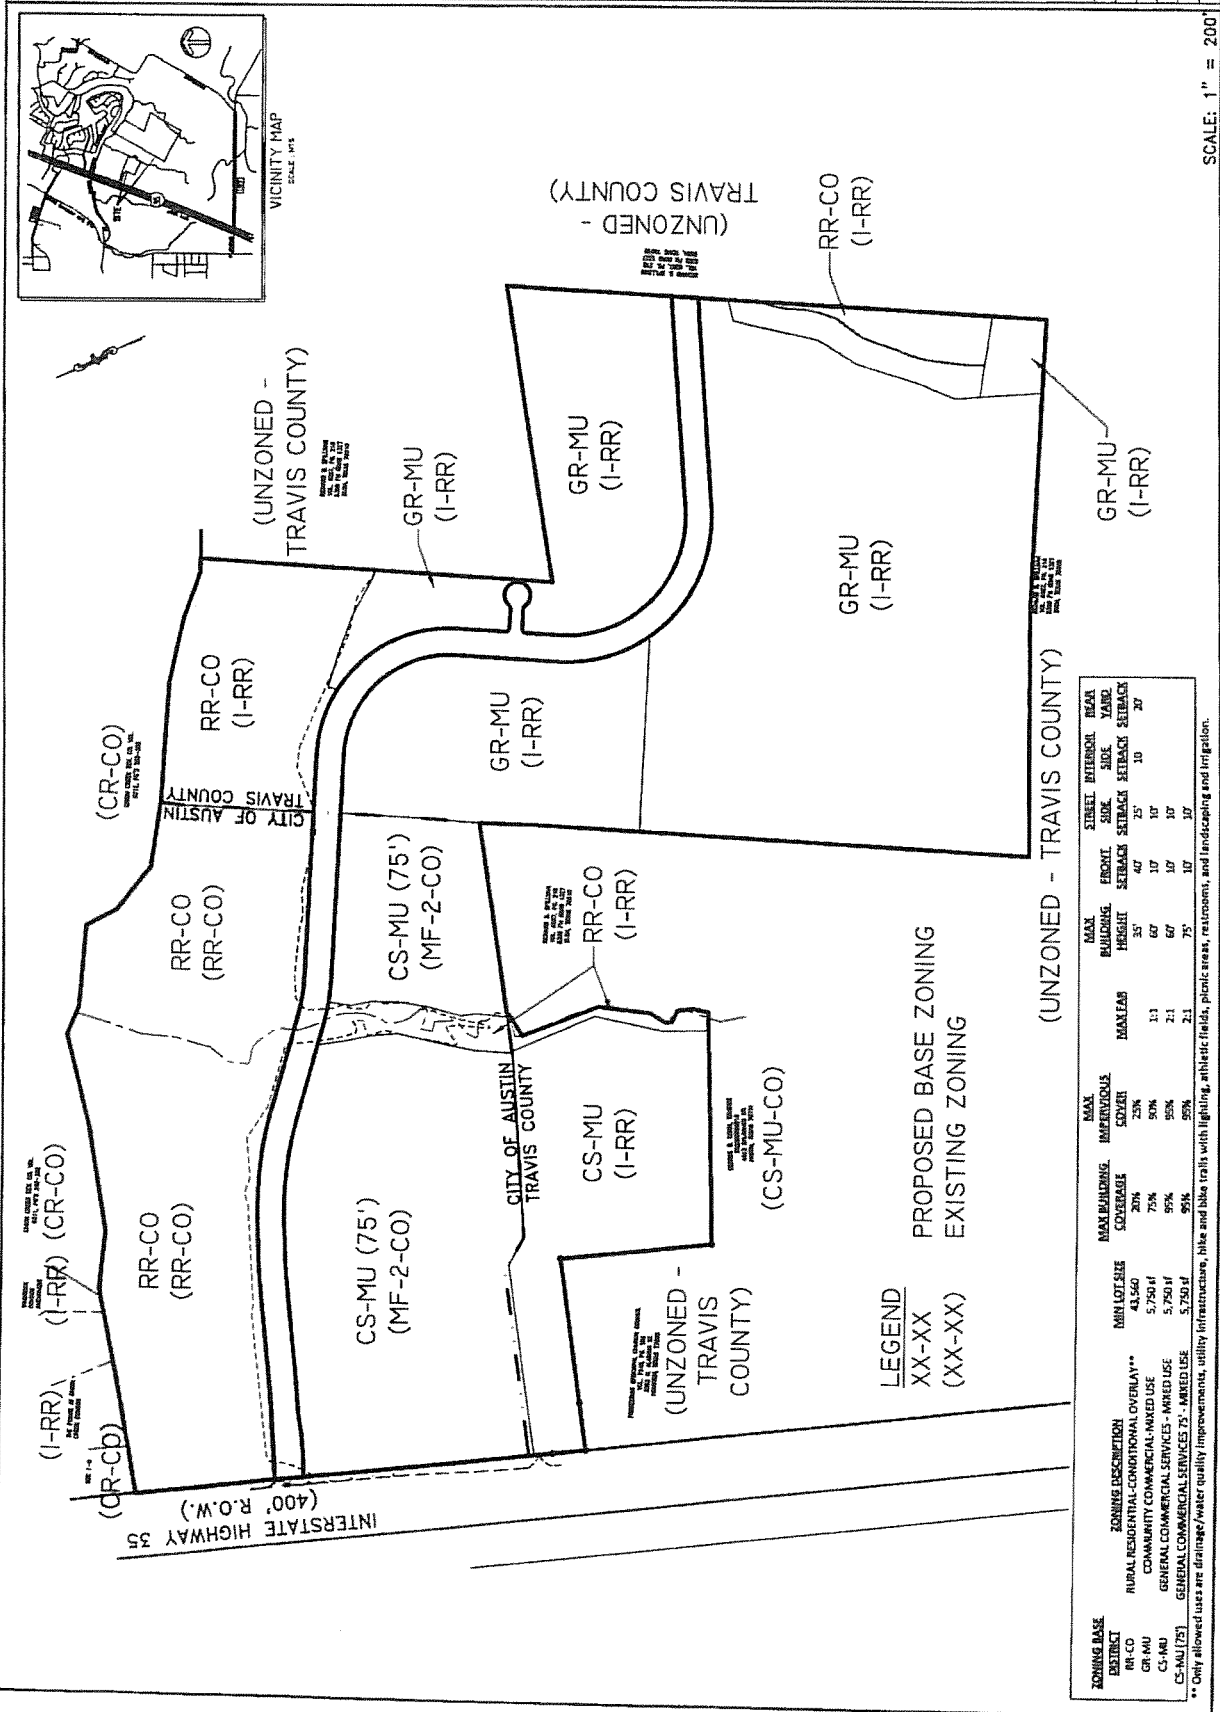 VICINITY MAP
SCALE: NTS
SITE
35
(UNZONED -
TRAVIS COUNTY)
(UNZONED -
TRAVIS COUNTY)
RR-CO
(I-RR)
GR-MU
(I-RR)
GR-MU
(I-RR)
GR-MU
(I-RR)
GR-MU
(I-RR)
GR-MU
(I-RR)
RR-CO
(I-RR)
(CR-CO)
CITY OF AUSTIN
TRAVIS COUNTY
RR-CO
(RR-CO)
CS-MU (75')
(MF-2-CO)
RR-CO
(I-RR)
(CR-CO)
(I-RR)
(I-RR)
(CR-CO)
RR-CO
(RR-CO)
CS-MU (75')
(MF-2-CO)
CITY OF AUSTIN
TRAVIS COUNTY
CS-MU
(I-RR)
(CS-MU-CO)
(UNZONED -
TRAVIS
COUNTY)
(UNZONED - TRAVIS COUNTY)
INTERSTATE HIGHWAY 35
(400' R.O.W.)
LEGEND
XX-XX PROPOSED BASE ZONING
(XX-XX) EXISTING ZONING
ZONING BASE DISTRICT ZONING DESCRIPTION MIN LOT SIZE MAX BUILDING COVERAGE MAX IMPERVIOUS COVER MAX FAR MAX BUILDING HEIGHT FRONT SETBACK STREET SIDE SETBACK INTERIOR SIDE SETBACK REAR YARD SETBACK
RR-CO RURAL RESIDENTIAL-CONDITIONAL OVERLAY** 43,560 20% 25% 35' 40' 25' 10 20'
GR-MU COMMUNITY COMMERCIAL-MIXED USE 5,750 sf 75% 90% 1:1 60' 10' 10'
CS-MU GENERAL COMMERCIAL SERVICES - MIXED USE 5,750 sf 95% 95% 2:1 60' 10' 10'
CS-MU (75') GENERAL COMMERCIAL SERVICES 75' - MIXED USE 5,750 sf 95% 95% 2:1 75' 10' 10'
** Only allowed uses are drainage/water quality improvements, utility infrastructure, hike and bike trails with lighting, athletic fields, picnic areas, restrooms, and landscaping and irrigation.
SCALE: 1" = 200'